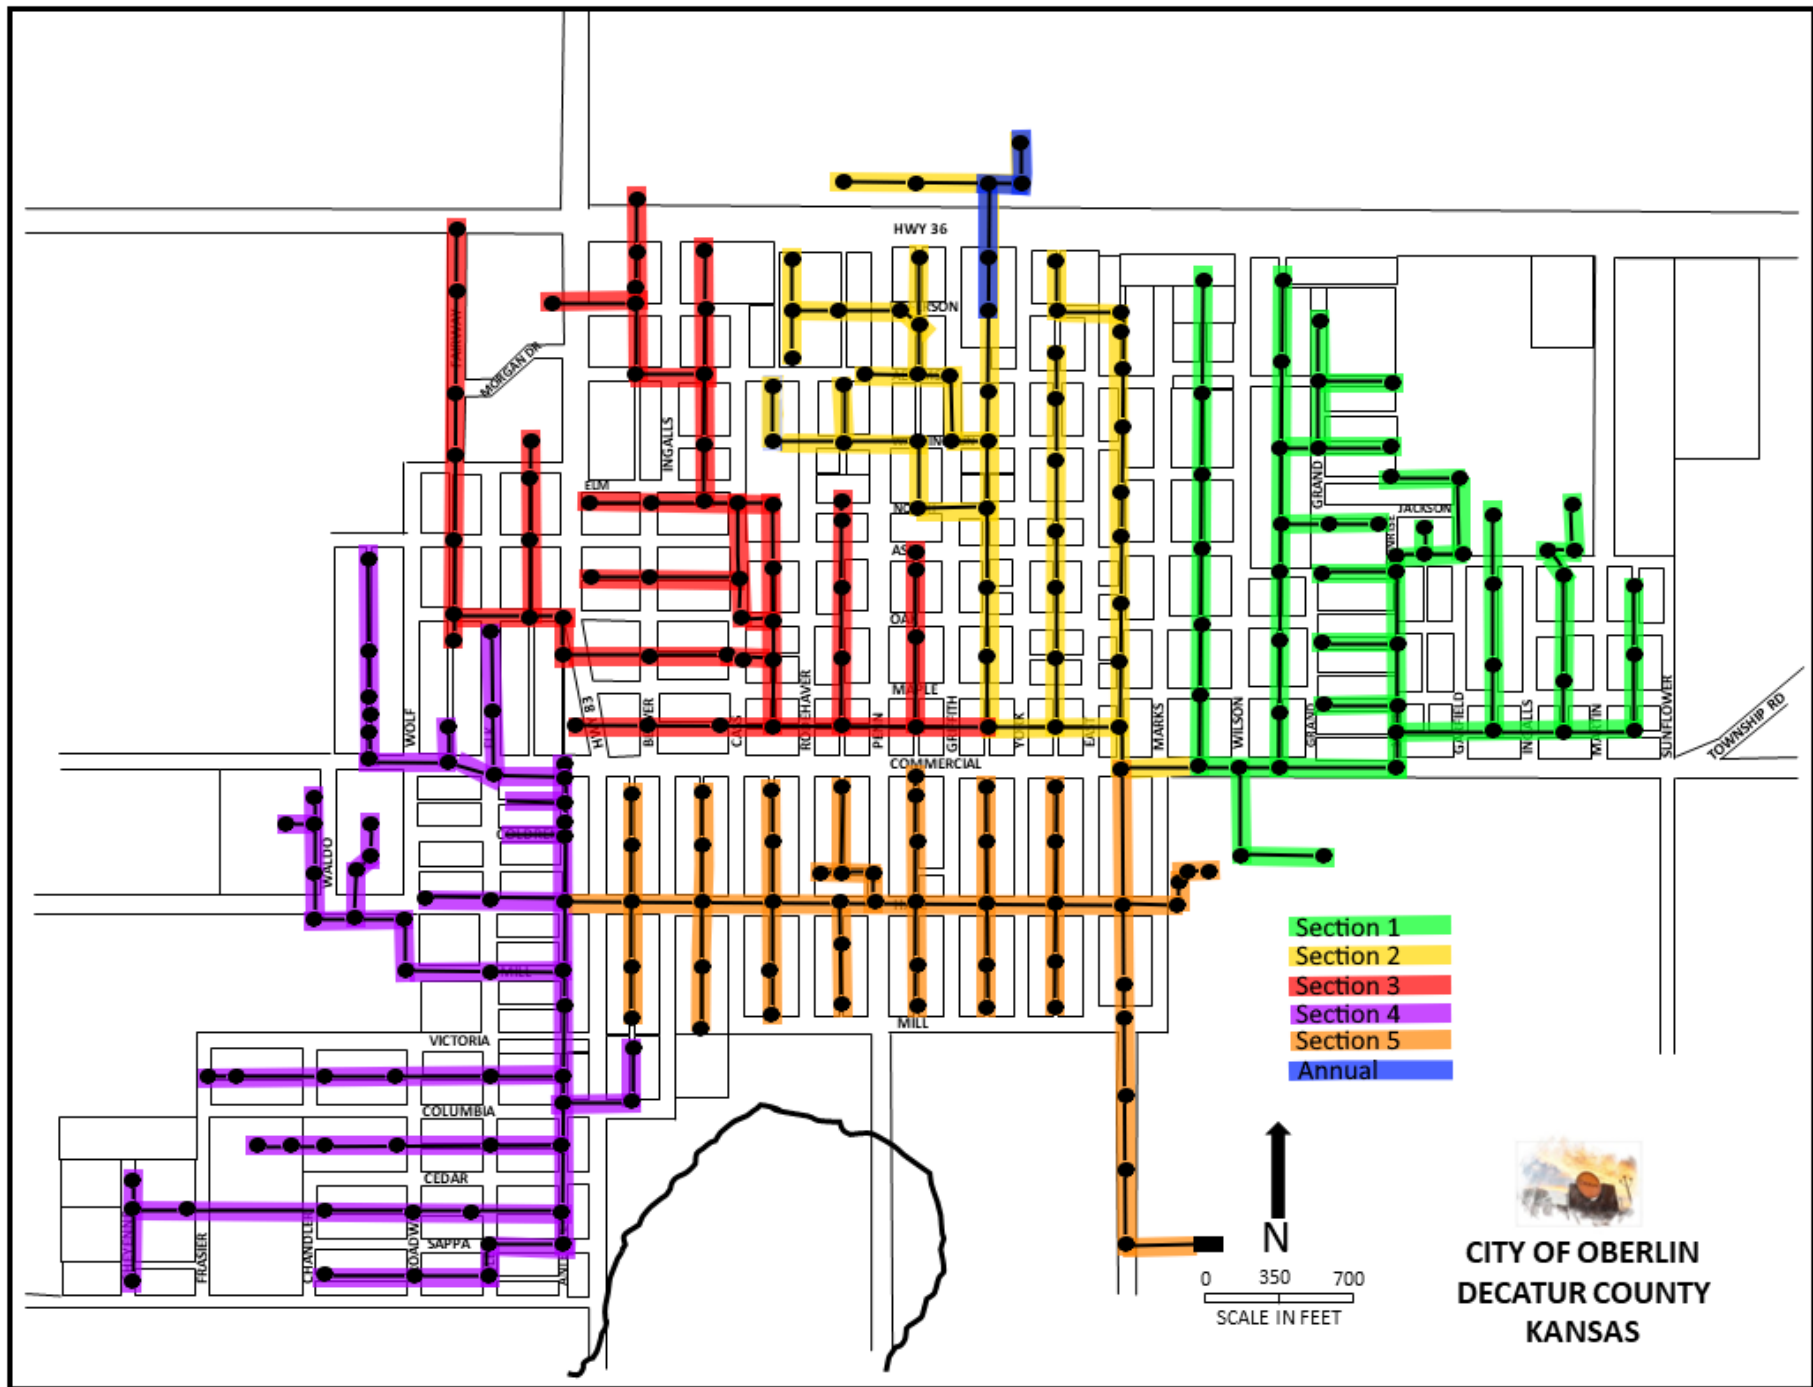 HWY 36
FAIRWAY
MORGAN DR
INGALLS
ELM
GRAND
JACKSON
OAK
MAPLE
WOLF
HWY 83
BEAVER
CASS
RODEHAVER
PENN
GRIFFITH
YORK
EAST
MARKS
WILSON
GRAND
GARFIELD
INGALLS
MARTIN
SUNFLOWER
TOWNSHIP RD
COMMERCIAL
WALDO
MILL
MILL
VICTORIA
COLUMBIA
CEDAR
SAPPA
FRASIER
CHANDLER
Section 1
Section 2
Section 3
Section 4
Section 5
Annual
N
0 350 700
SCALE IN FEET
CITY OF OBERLIN
DECATUR COUNTY
KANSAS